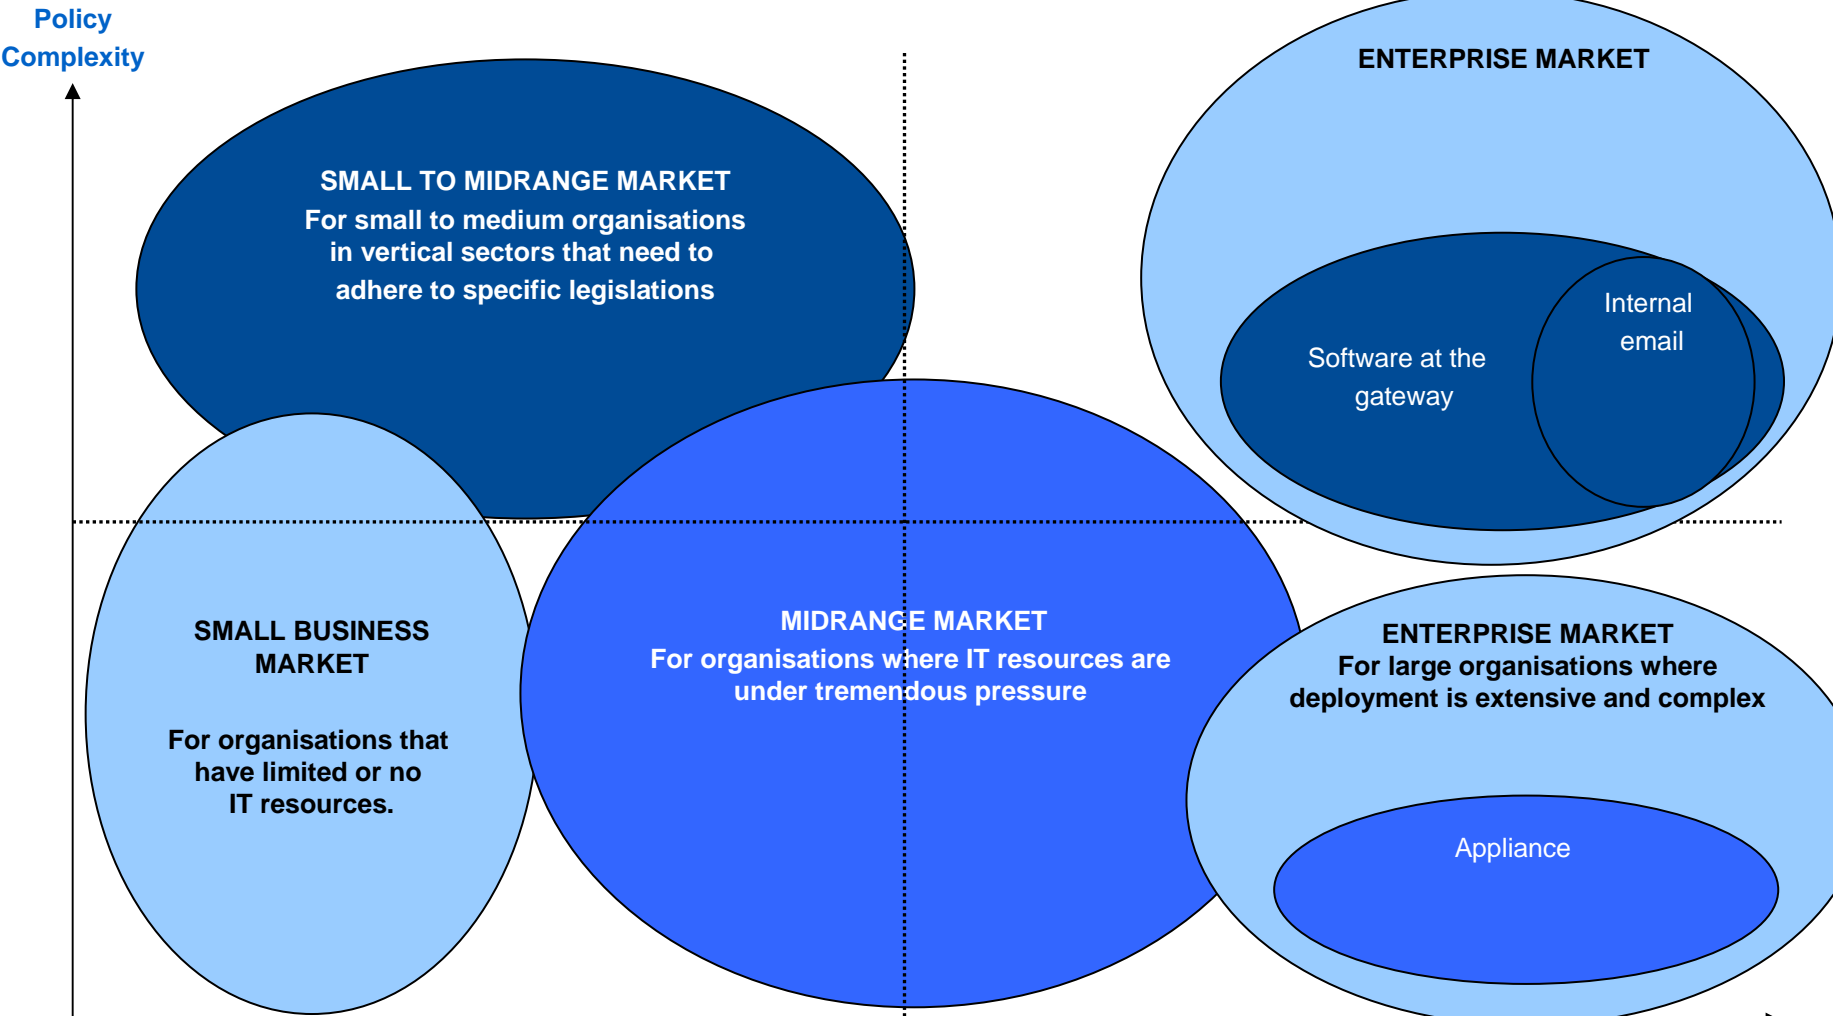 Policy
Complexity
ENTERPRISE MARKET
SMALL TO MIDRANGE MARKET
For small to medium organisations
in vertical sectors that need to
adhere to specific legislations
Internal
email
Software at the
gateway
SMALL BUSINESS
MARKET
For organisations that
have limited or no
IT resources.
MIDRANGE MARKET
For organisations where IT resources are
under tremendous pressure
ENTERPRISE MARKET
For large organisations where
deployment is extensive and complex
Appliance